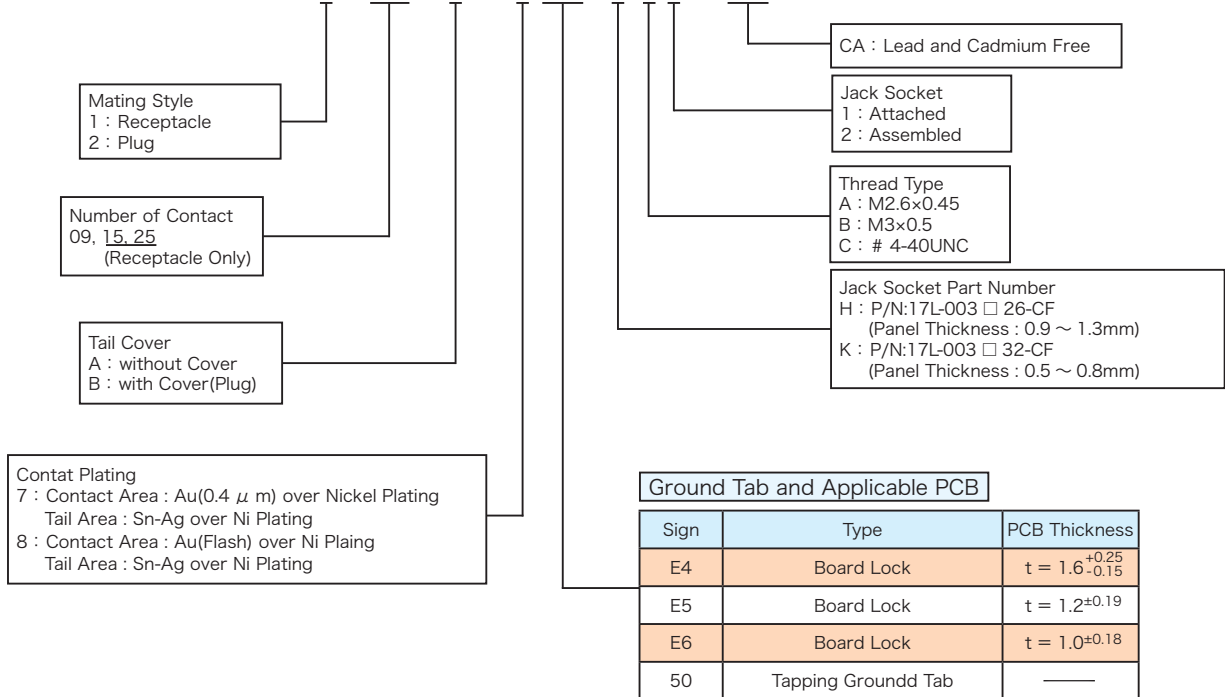 CA : Lead and Cadmium Free
Mating Style
1 : Receptacle
2 : Plug
Jack Socket
1 : Attached
2 : Assembled
Thread Type
A : M2.6×0.45
B : M3×0.5
C : # 4-40UNC
Number of Contact
09, 15, 25
(Receptacle Only)
Jack Socket Part Number
H : P/N:17L-003 □ 26-CF
(Panel Thickness : 0.9 ~ 1.3mm)
K : P/N:17L-003 □ 32-CF
(Panel Thickness : 0.5 ~ 0.8mm)
Tail Cover
A : without Cover
B : with Cover(Plug)
Contat Plating
7 : Contact Area : Au(0.4 μ m) over Nickel Plating
Tail Area : Sn-Ag over Ni Plating
8 : Contact Area : Au(Flash) over Ni Plaing
Tail Area : Sn-Ag over Ni Plating
Ground Tab and Applicable PCB
Sign Type PCB Thickness
E4 Board Lock t = 1.6 +0.25 -0.15
E5 Board Lock t = 1.2±0.19
E6 Board Lock t = 1.0±0.18
50 Tapping Groundd Tab ———